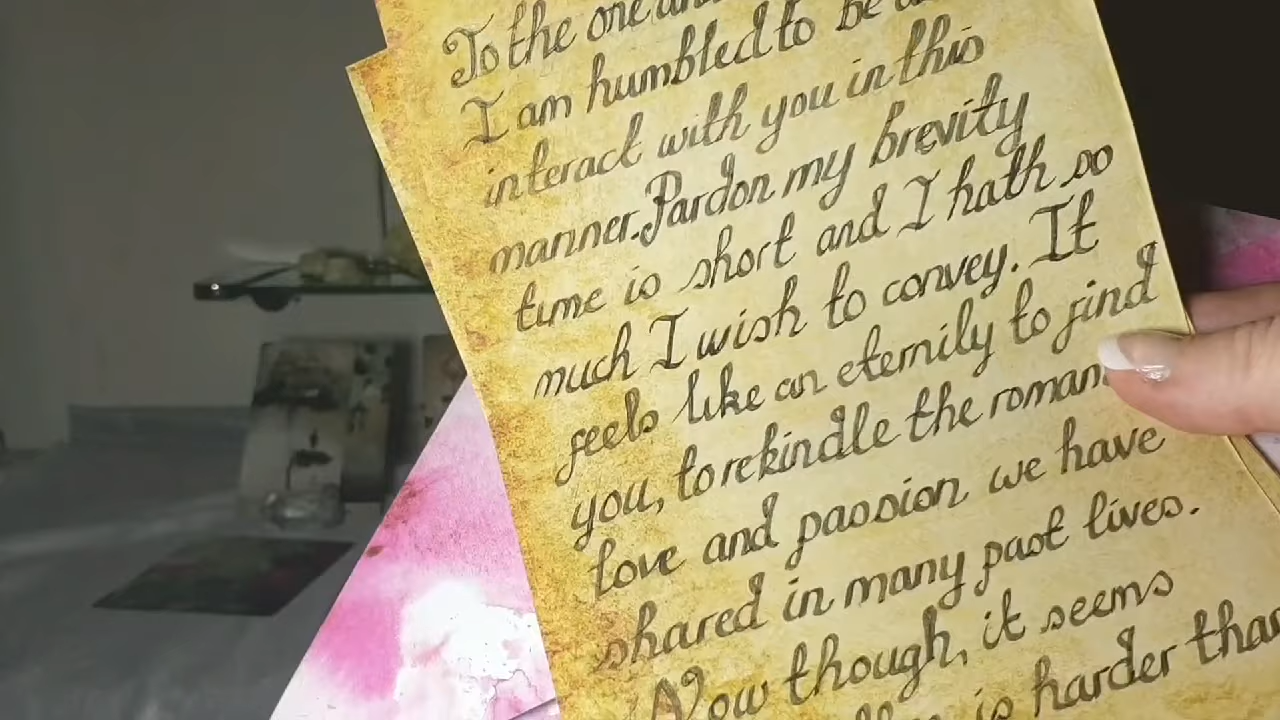 To the one and
I am humbled to be
interact with you in this
manner. Pardon my brevity
time is short and I hath so
much I wish to convey. It
feels like an eternity to find
you, to rekindle the
love and passion we have
shared in many past lives.
Now though, it seems
is harder than